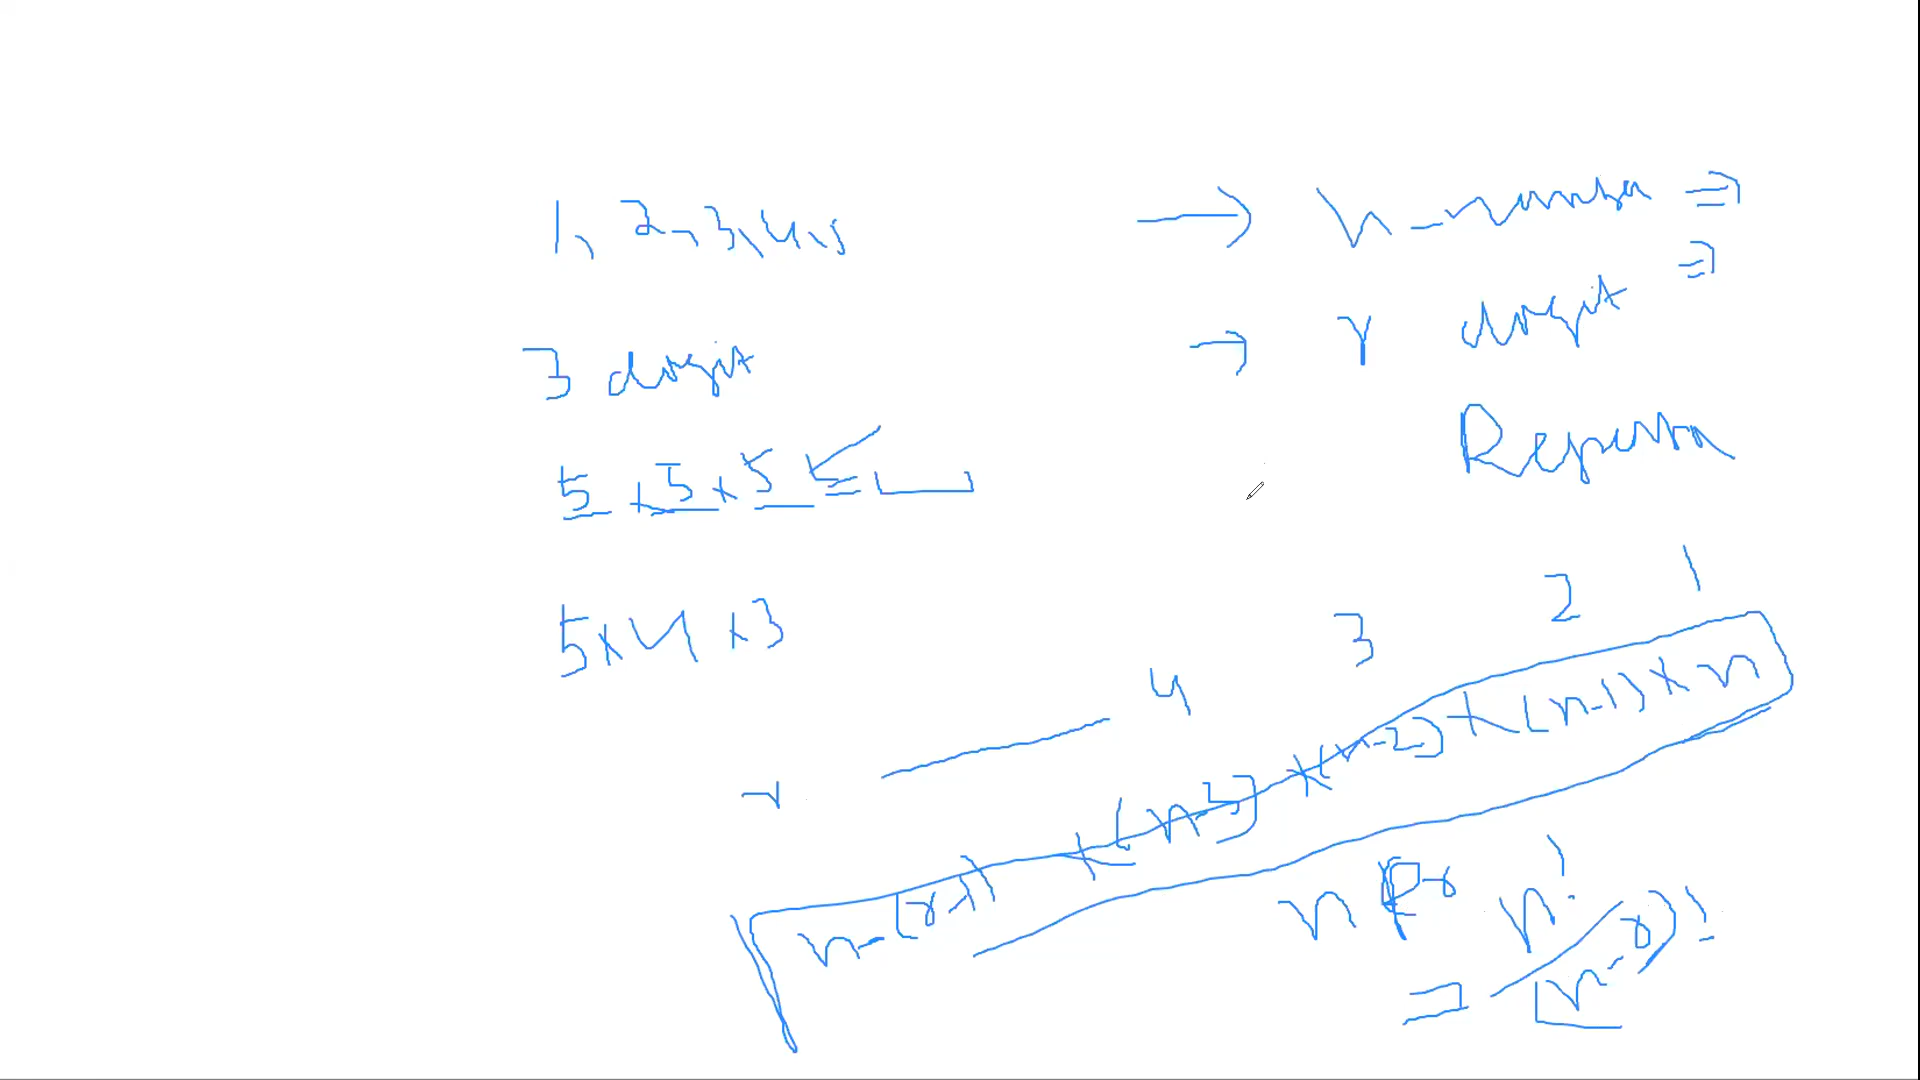 1, 2, 3, 4, 5 → n - number ⇒
3 digit → r digit ⇒
5 × 5 × 5 =
5 × 4 × 3
r 4 3 2 1
n-(r-1) × (n-3) × (n-2) × (n-1) × n
nPr = n! / (n-r)!